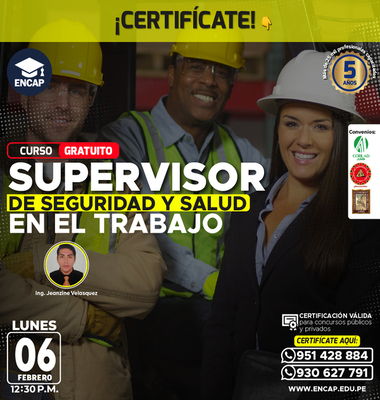 ¡CERTIFÍCATE!
ENCAP
5
AÑOS
Convenios:
CURSO GRATUITO
SUPERVISOR
DE SEGURIDAD Y SALUD
EN EL TRABAJO
Ing. Jeanzine Velasquez
LUNES
06
FEBRERO
12:30 P.M.
CERTIFICACIÓN VÁLIDA
para concursos públicos
y privados
CERTIFÍCATE AQUÍ:
951 428 884
930 627 791
WWW.ENCAP.EDU.PE